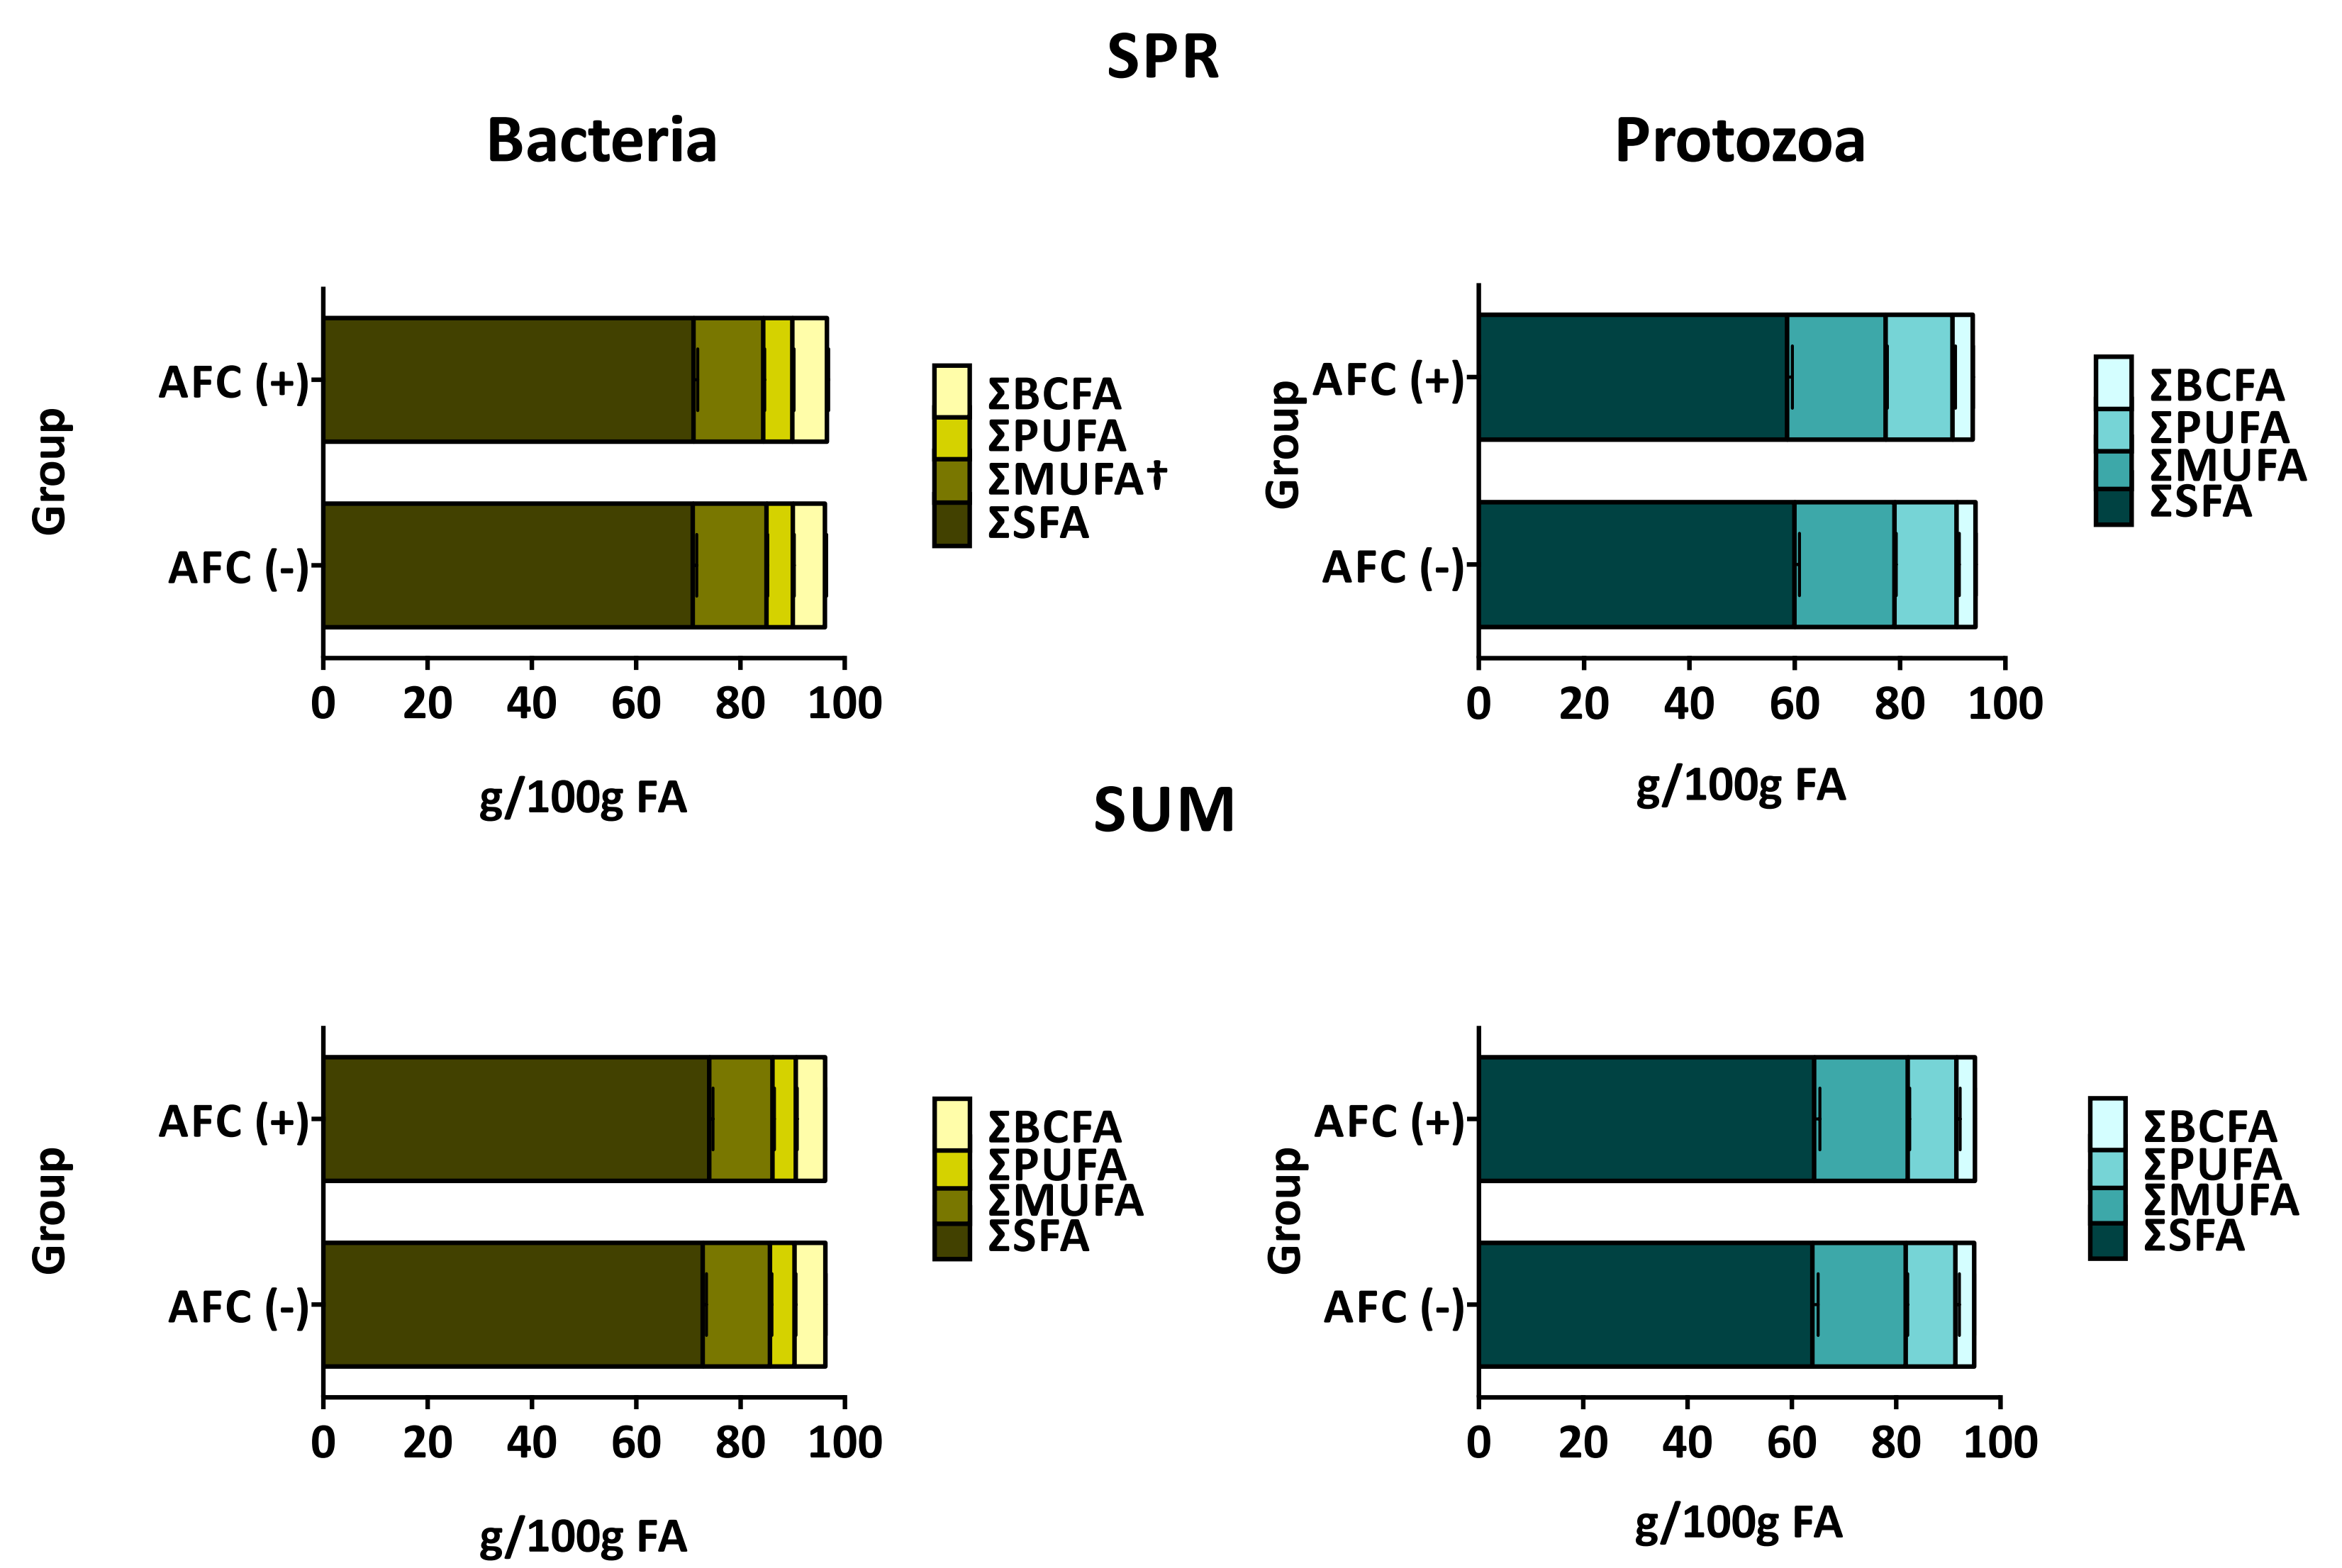 SPR
Bacteria
Protozoa
Group
AFC (+)
AFC (-)
0 20 40 60 80 100
g/100g FA
ΣBCFA
ΣPUFA
ΣMUFA†
ΣSFA
Group
AFC (+)
AFC (-)
0 20 40 60 80 100
g/100g FA
ΣBCFA
ΣPUFA
ΣMUFA
ΣSFA
SUM
Group
AFC (+)
AFC (-)
0 20 40 60 80 100
g/100g FA
ΣBCFA
ΣPUFA
ΣMUFA
ΣSFA
Group
AFC (+)
AFC (-)
0 20 40 60 80 100
g/100g FA
ΣBCFA
ΣPUFA
ΣMUFA
ΣSFA